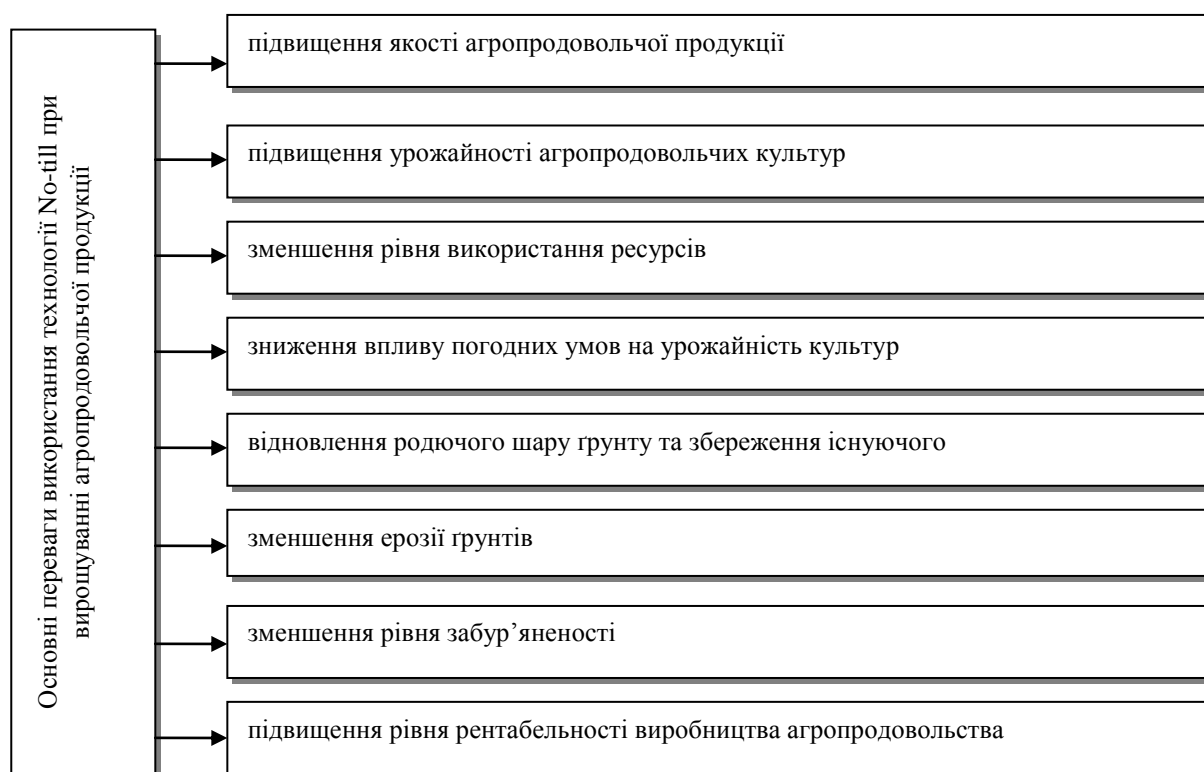 Основні переваги використання технології No-till при
вирощуванні агропродовольчої продукції
підвищення якості агропродовольчої продукції
підвищення урожайності агропродовольчих культур
зменшення рівня використання ресурсів
зниження впливу погодних умов на урожайність культур
відновлення родючого шару ґрунту та збереження існуючого
зменшення ерозії ґрунтів
зменшення рівня забур’яненості
підвищення рівня рентабельності виробництва агропродовольства